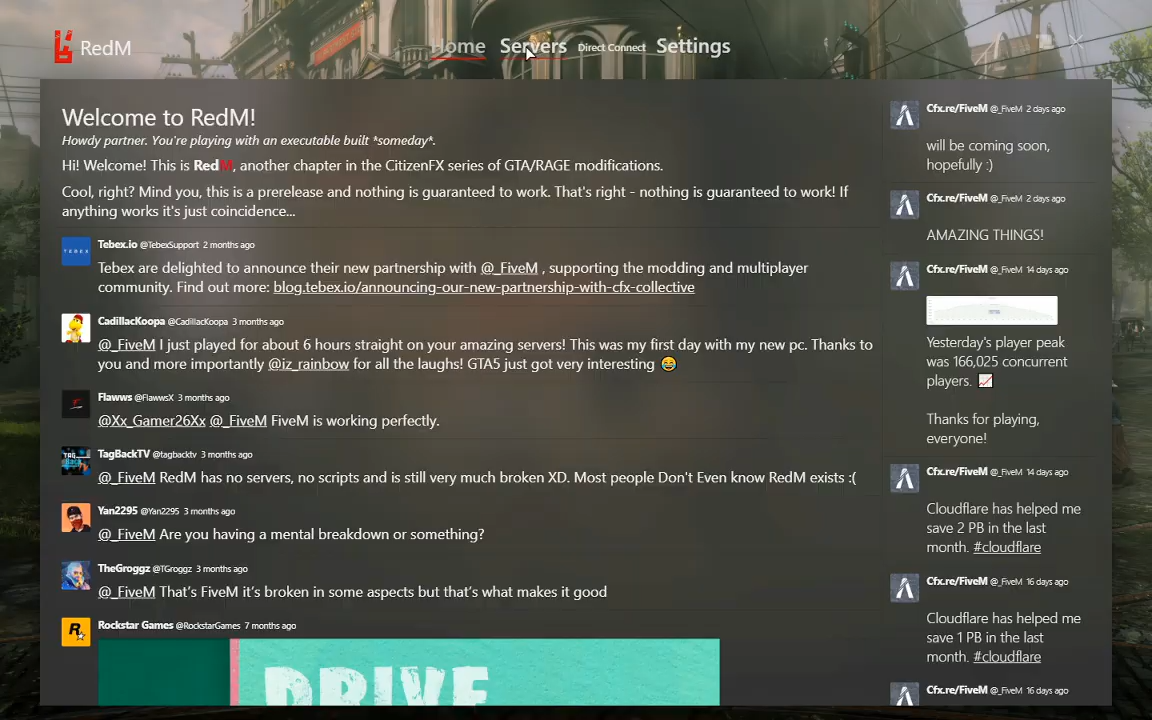 RedM
Home Servers Direct Connect Settings
Welcome to RedM!
Howdy partner. You're playing with an executable built *someday*.
Hi! Welcome! This is RedM, another chapter in the CitizenFX series of GTA/RAGE modifications.
Cool, right? Mind you, this is a prerelease and nothing is guaranteed to work. That's right - nothing is guaranteed to work! If
anything works it's just coincidence...
Tebex.io @TebexSupport 2 months ago
TEBEX
Tebex are delighted to announce their new partnership with @_FiveM , supporting the modding and multiplayer
community. Find out more: blog.tebex.io/announcing-our-new-partnership-with-cfx-collective
CadillacKoopa @CadillacKoopa 3 months ago
@_FiveM I just played for about 6 hours straight on your amazing servers! This was my first day with my new pc. Thanks to
you and more importantly @iz_rainbow for all the laughs! GTA5 just got very interesting 😂
Flawws @FlawwsX 3 months ago
@Xx_Gamer26Xx @_FiveM FiveM is working perfectly.
TagBackTV @tagbacktv 3 months ago
@_FiveM RedM has no servers, no scripts and is still very much broken XD. Most people Don't Even know RedM exists :(
Yan2295 @Yan2295 3 months ago
@_FiveM Are you having a mental breakdown or something?
TheGroggz @TGroggz 3 months ago
@_FiveM That's FiveM it's broken in some aspects but that's what makes it good
Rockstar Games @RockstarGames 7 months ago
DRIVE
Cfx.re/FiveM @_FiveM 2 days ago
will be coming soon,
hopefully :)
Cfx.re/FiveM @_FiveM 2 days ago
AMAZING THINGS!
Cfx.re/FiveM @_FiveM 14 days ago
Yesterday's player peak
was 166,025 concurrent
players. 📈
Thanks for playing,
everyone!
Cfx.re/FiveM @_FiveM 14 days ago
Cloudflare has helped me
save 2 PB in the last
month. #cloudflare
Cfx.re/FiveM @_FiveM 16 days ago
Cloudflare has helped me
save 1 PB in the last
month. #cloudflare
Cfx.re/FiveM @_FiveM 16 days ago